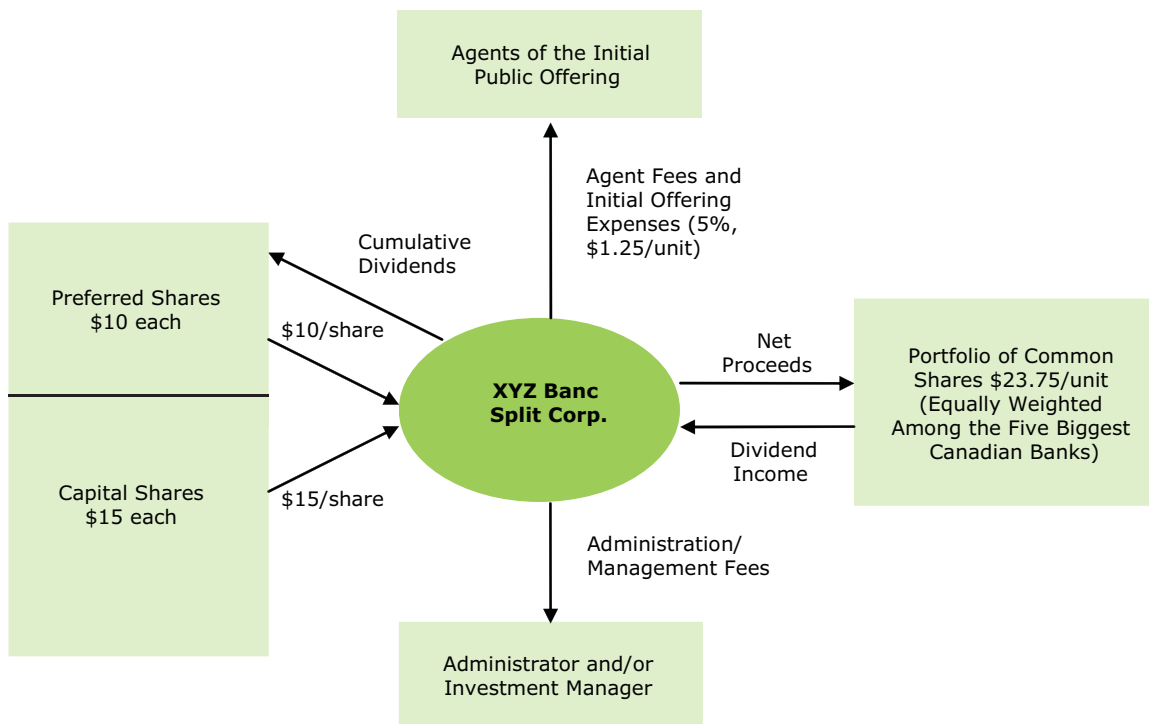 Agents of the Initial
Public Offering
Agent Fees and
Initial Offering
Expenses (5%,
$1.25/unit)
Cumulative
Dividends
Preferred Shares
$10 each
$10/share
XYZ Banc
Split Corp.
Net
Proceeds
Portfolio of Common
Shares $23.75/unit
(Equally Weighted
Among the Five Biggest
Canadian Banks)
Dividend
Income
Capital Shares
$15 each
$15/share
Administration/
Management Fees
Administrator and/or
Investment Manager